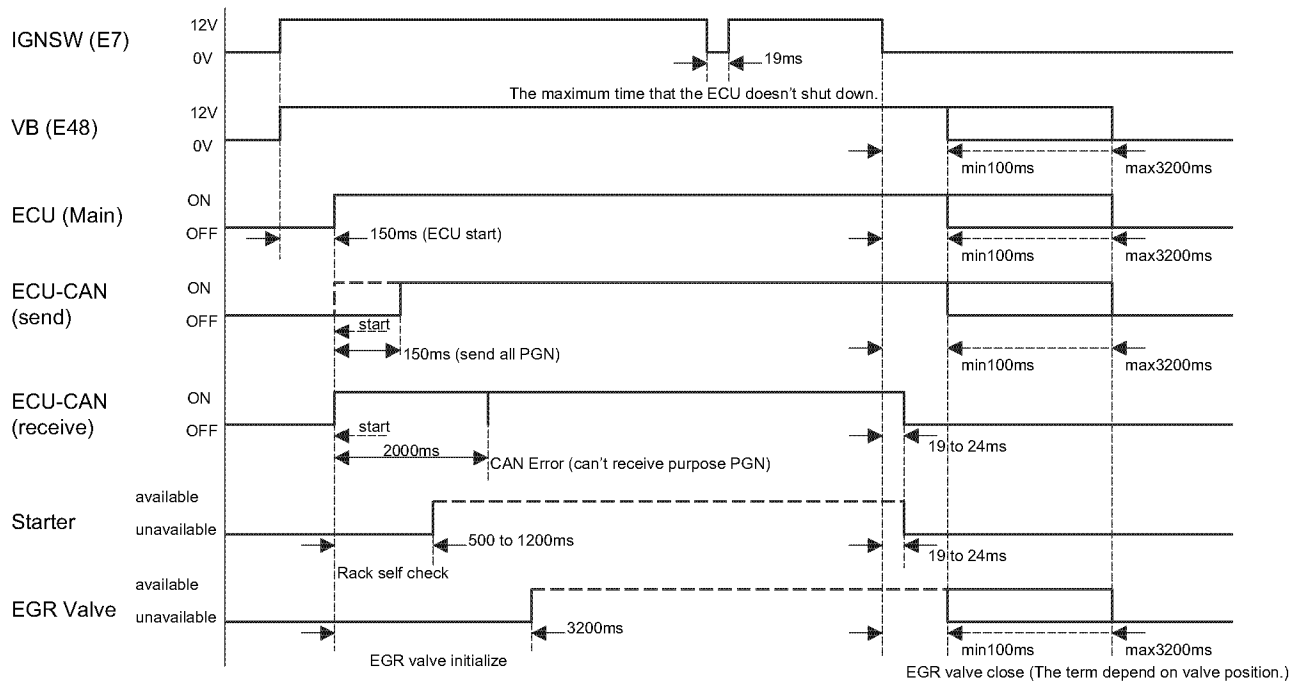 IGNSW (E7)
12V
0V
19ms
The maximum time that the ECU doesn't shut down.
VB (E48)
12V
0V
min100ms
max3200ms
ECU (Main)
ON
OFF
150ms (ECU start)
min100ms
max3200ms
ECU-CAN
(send)
ON
OFF
start
150ms (send all PGN)
min100ms
max3200ms
ECU-CAN
(receive)
ON
OFF
start
2000ms
CAN Error (can't receive purpose PGN)
19 to 24ms
Starter
available
unavailable
500 to 1200ms
19 to 24ms
Rack self check
EGR Valve
available
unavailable
3200ms
min100ms
max3200ms
EGR valve initialize
EGR valve close (The term depend on valve position.)